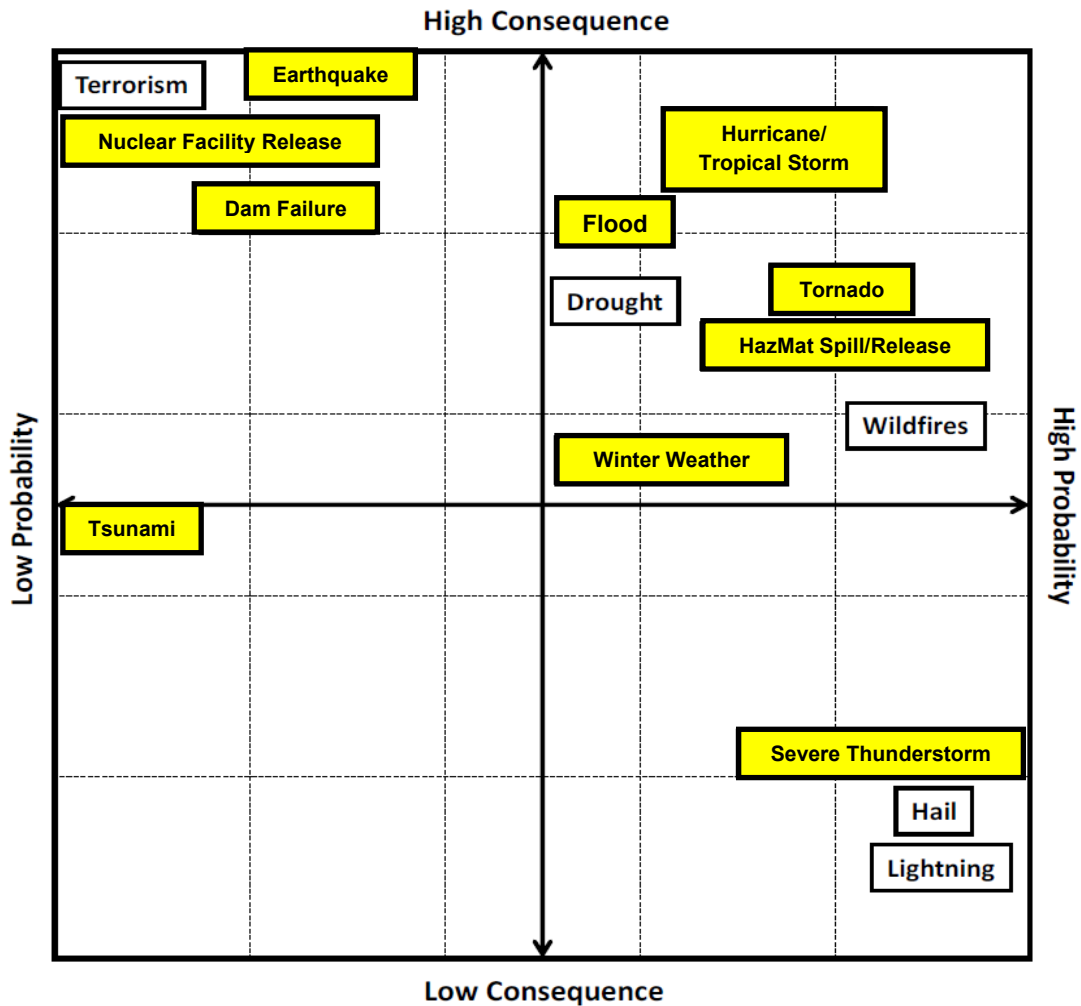 High Consequence
Terrorism
Earthquake
Nuclear Facility Release
Hurricane/
Tropical Storm
Dam Failure
Flood
Tornado
Drought
HazMat Spill/Release
Wildfires
Winter Weather
Low Probability
High Probability
Tsunami
Severe Thunderstorm
Hail
Lightning
Low Consequence